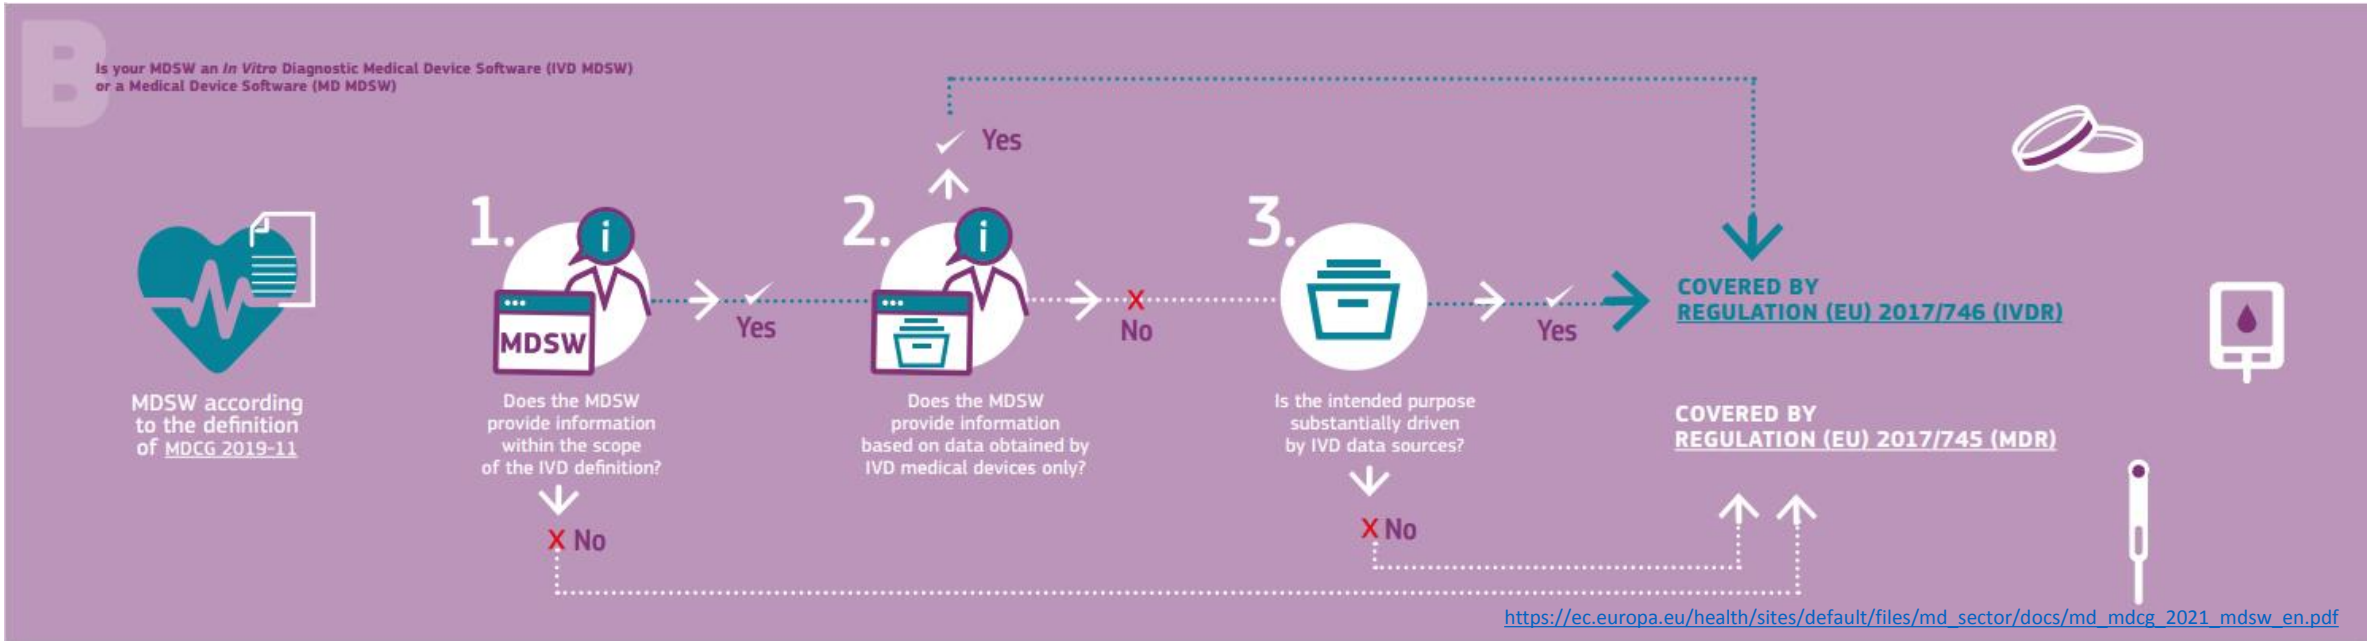 B
Is your MDSW an In Vitro Diagnostic Medical Device Software (IVD MDSW)
or a Medical Device Software (MD MDSW)
MDSW according
to the definition
of MDCG 2019-11
1.
i
MDSW
Does the MDSW
provide information
within the scope
of the IVD definition?
X No
Yes
2.
i
Yes
Does the MDSW
provide information
based on data obtained by
IVD medical devices only?
X
No
3.
Is the intended purpose
substantially driven
by IVD data sources?
X No
Yes
COVERED BY
REGULATION (EU) 2017/746 (IVDR)
COVERED BY
REGULATION (EU) 2017/745 (MDR)
https://ec.europa.eu/health/sites/default/files/md_sector/docs/md_mdcg_2021_mdsw_en.pdf